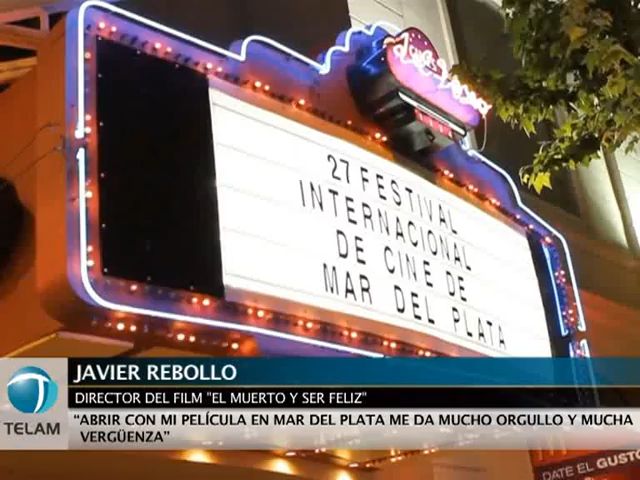 27 FESTIVAL
INTERNACIONAL
DE CINE DE
MAR DEL PLATA
JAVIER REBOLLO
DIRECTOR DEL FILM "EL MUERTO Y SER FELIZ"
“ABRIR CON MI PELÍCULA EN MAR DEL PLATA ME DA MUCHO ORGULLO Y MUCHA
VERGÜENZA”
TELAM
DATE EL GUSTO